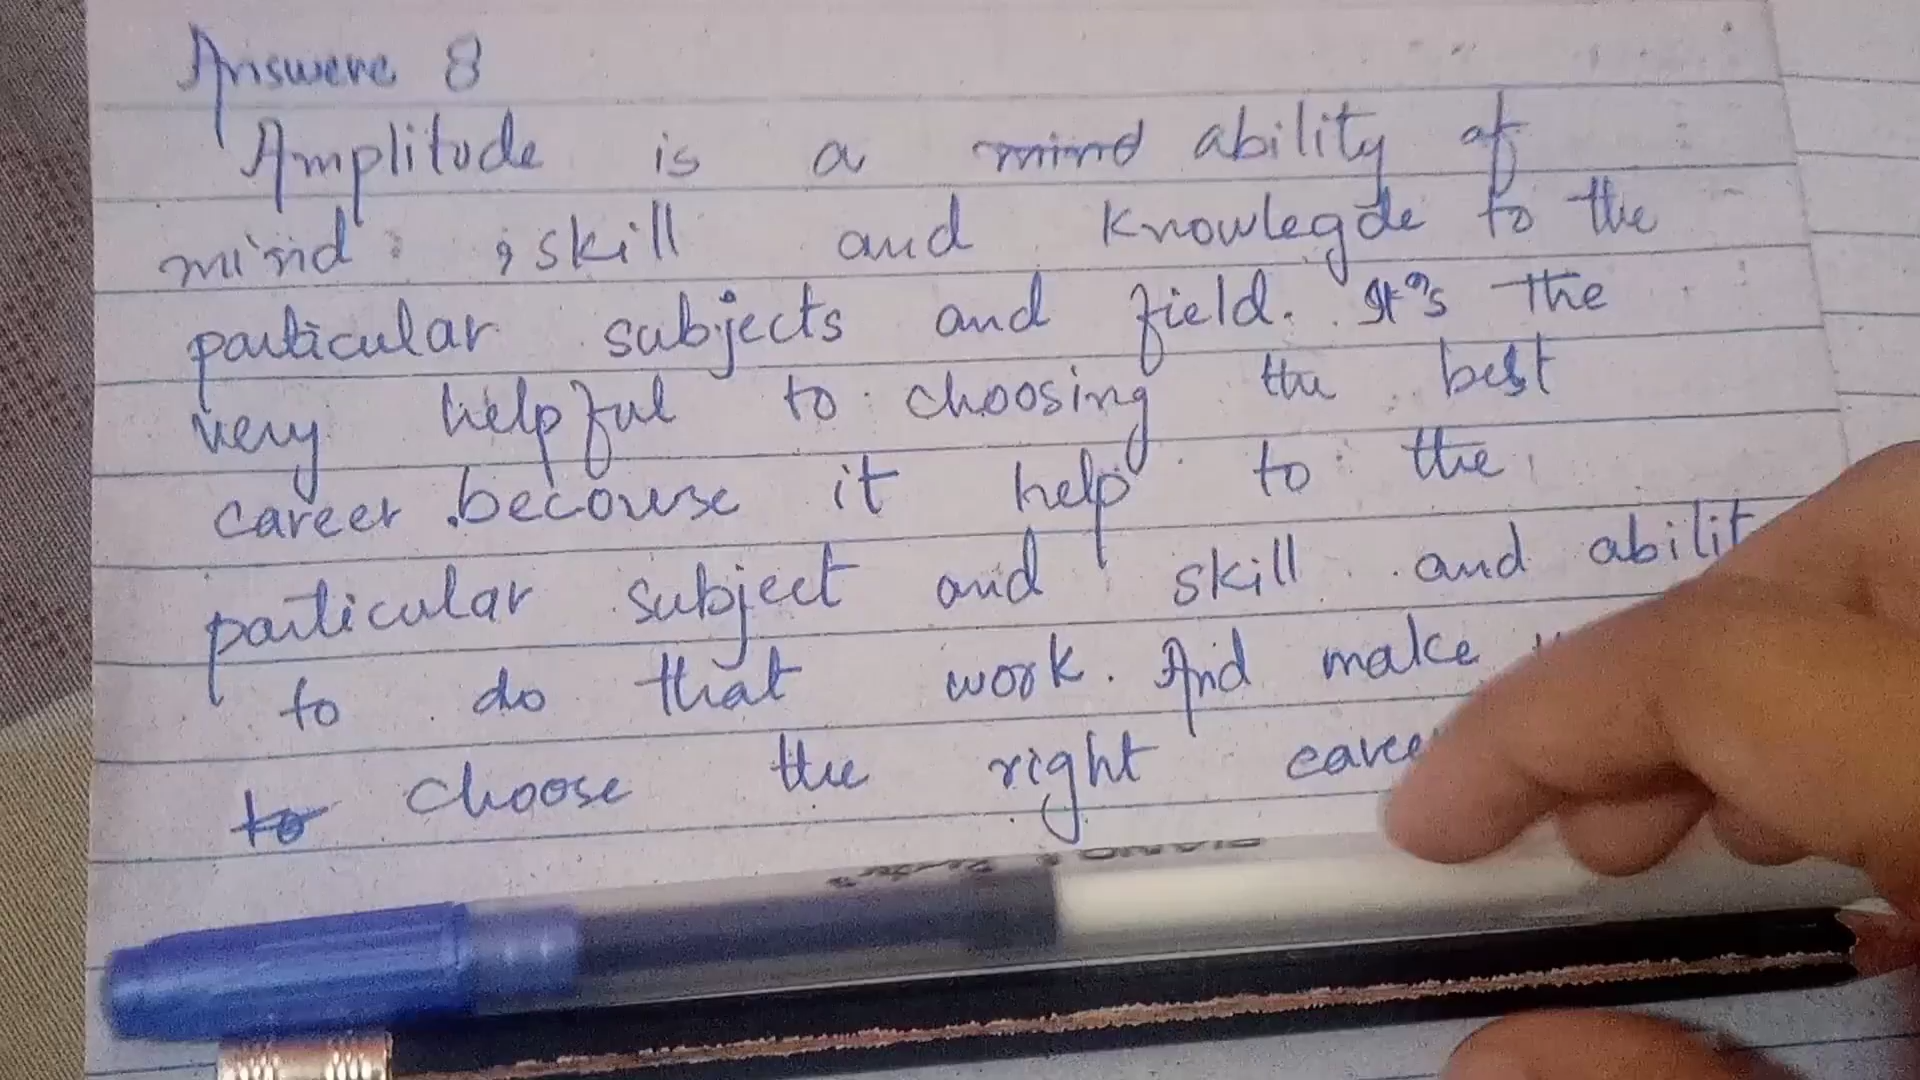 Answere 8
Amplitude is a mind ability of
mind , skill and knowlegde to the
particular subjects and field. It's the
very helpful to choosing the best
career becouse it help to the
particular subject and skill and abilit
to do that work. And make
to choose the right caree